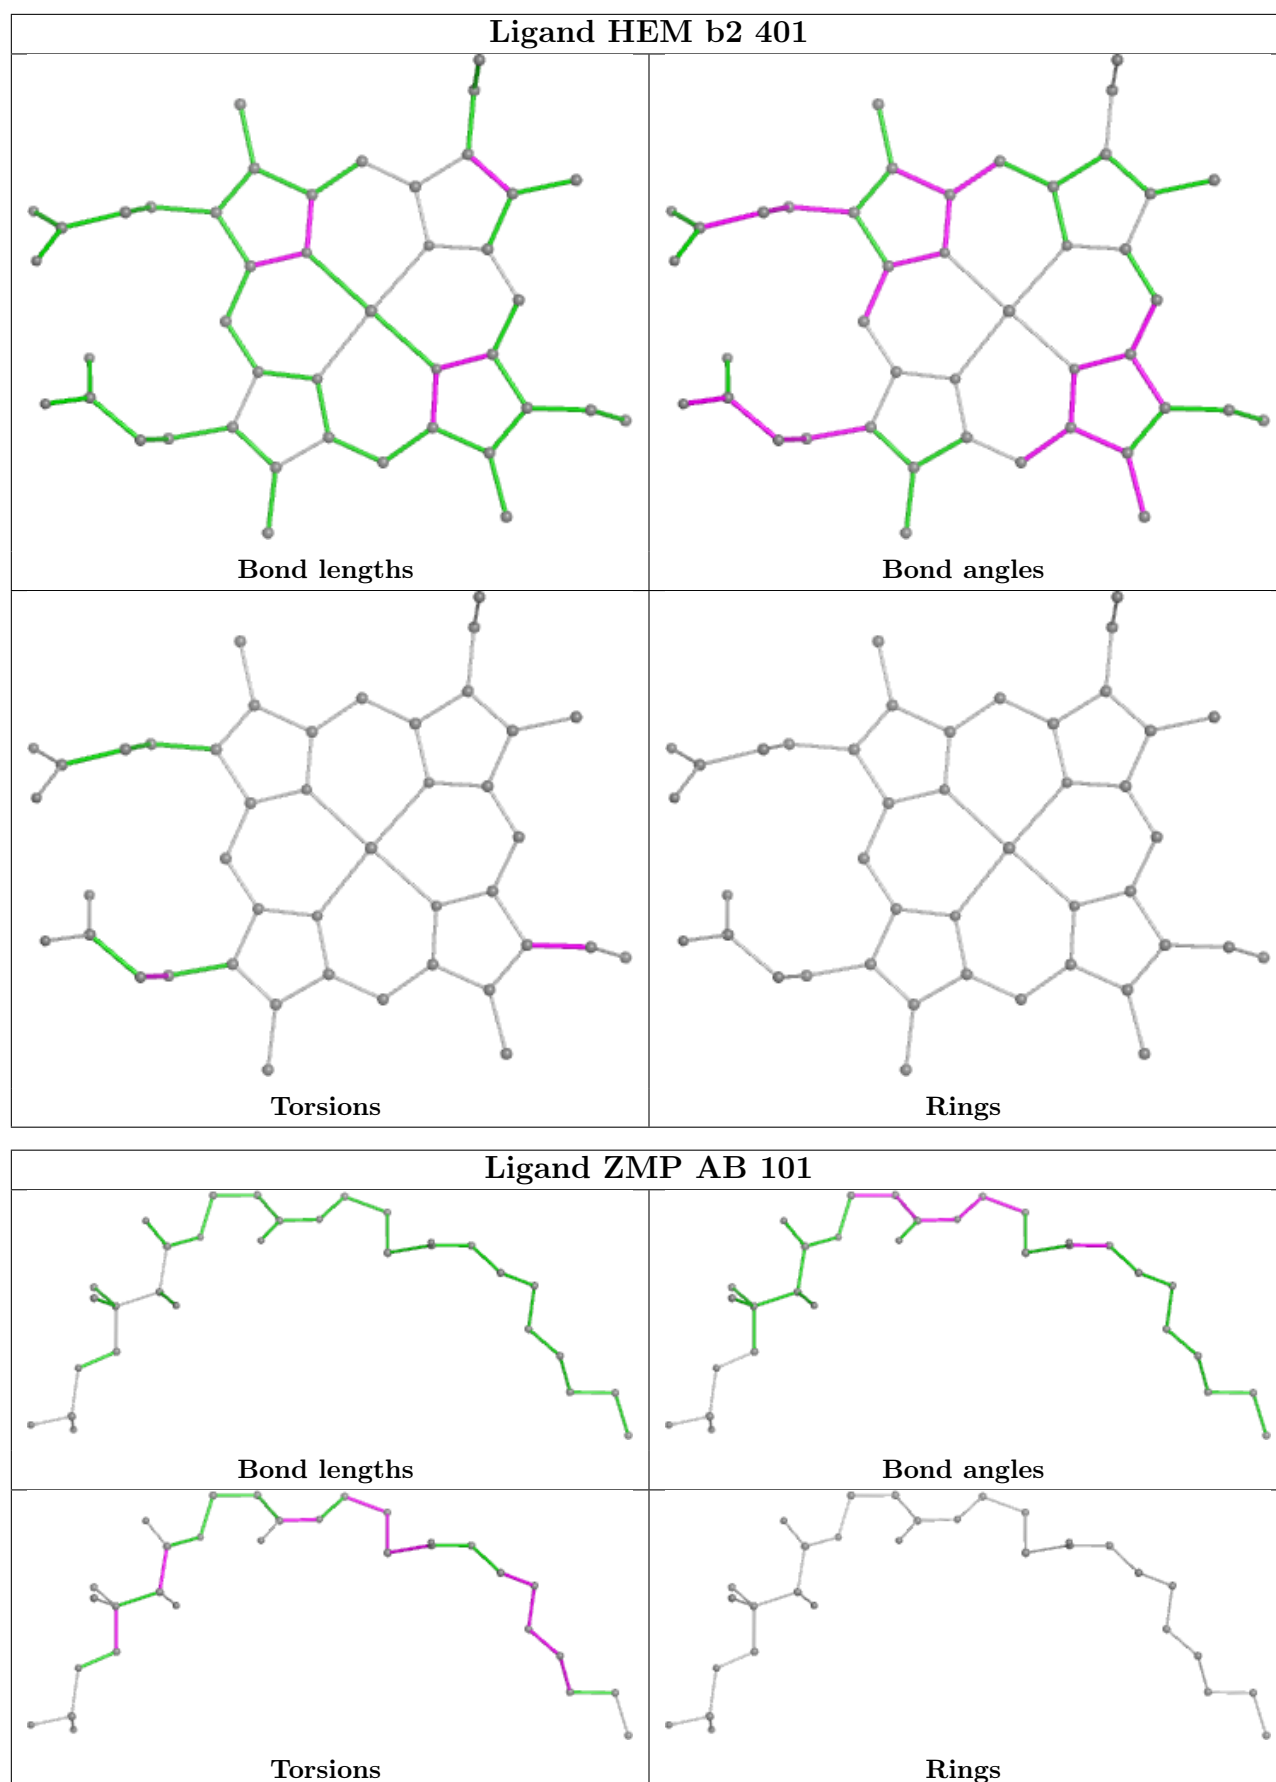 Ligand HEM b2 401
Bond lengths
Bond angles
Torsions
Rings
Ligand ZMP AB 101
Bond lengths
Bond angles
Torsions
Rings